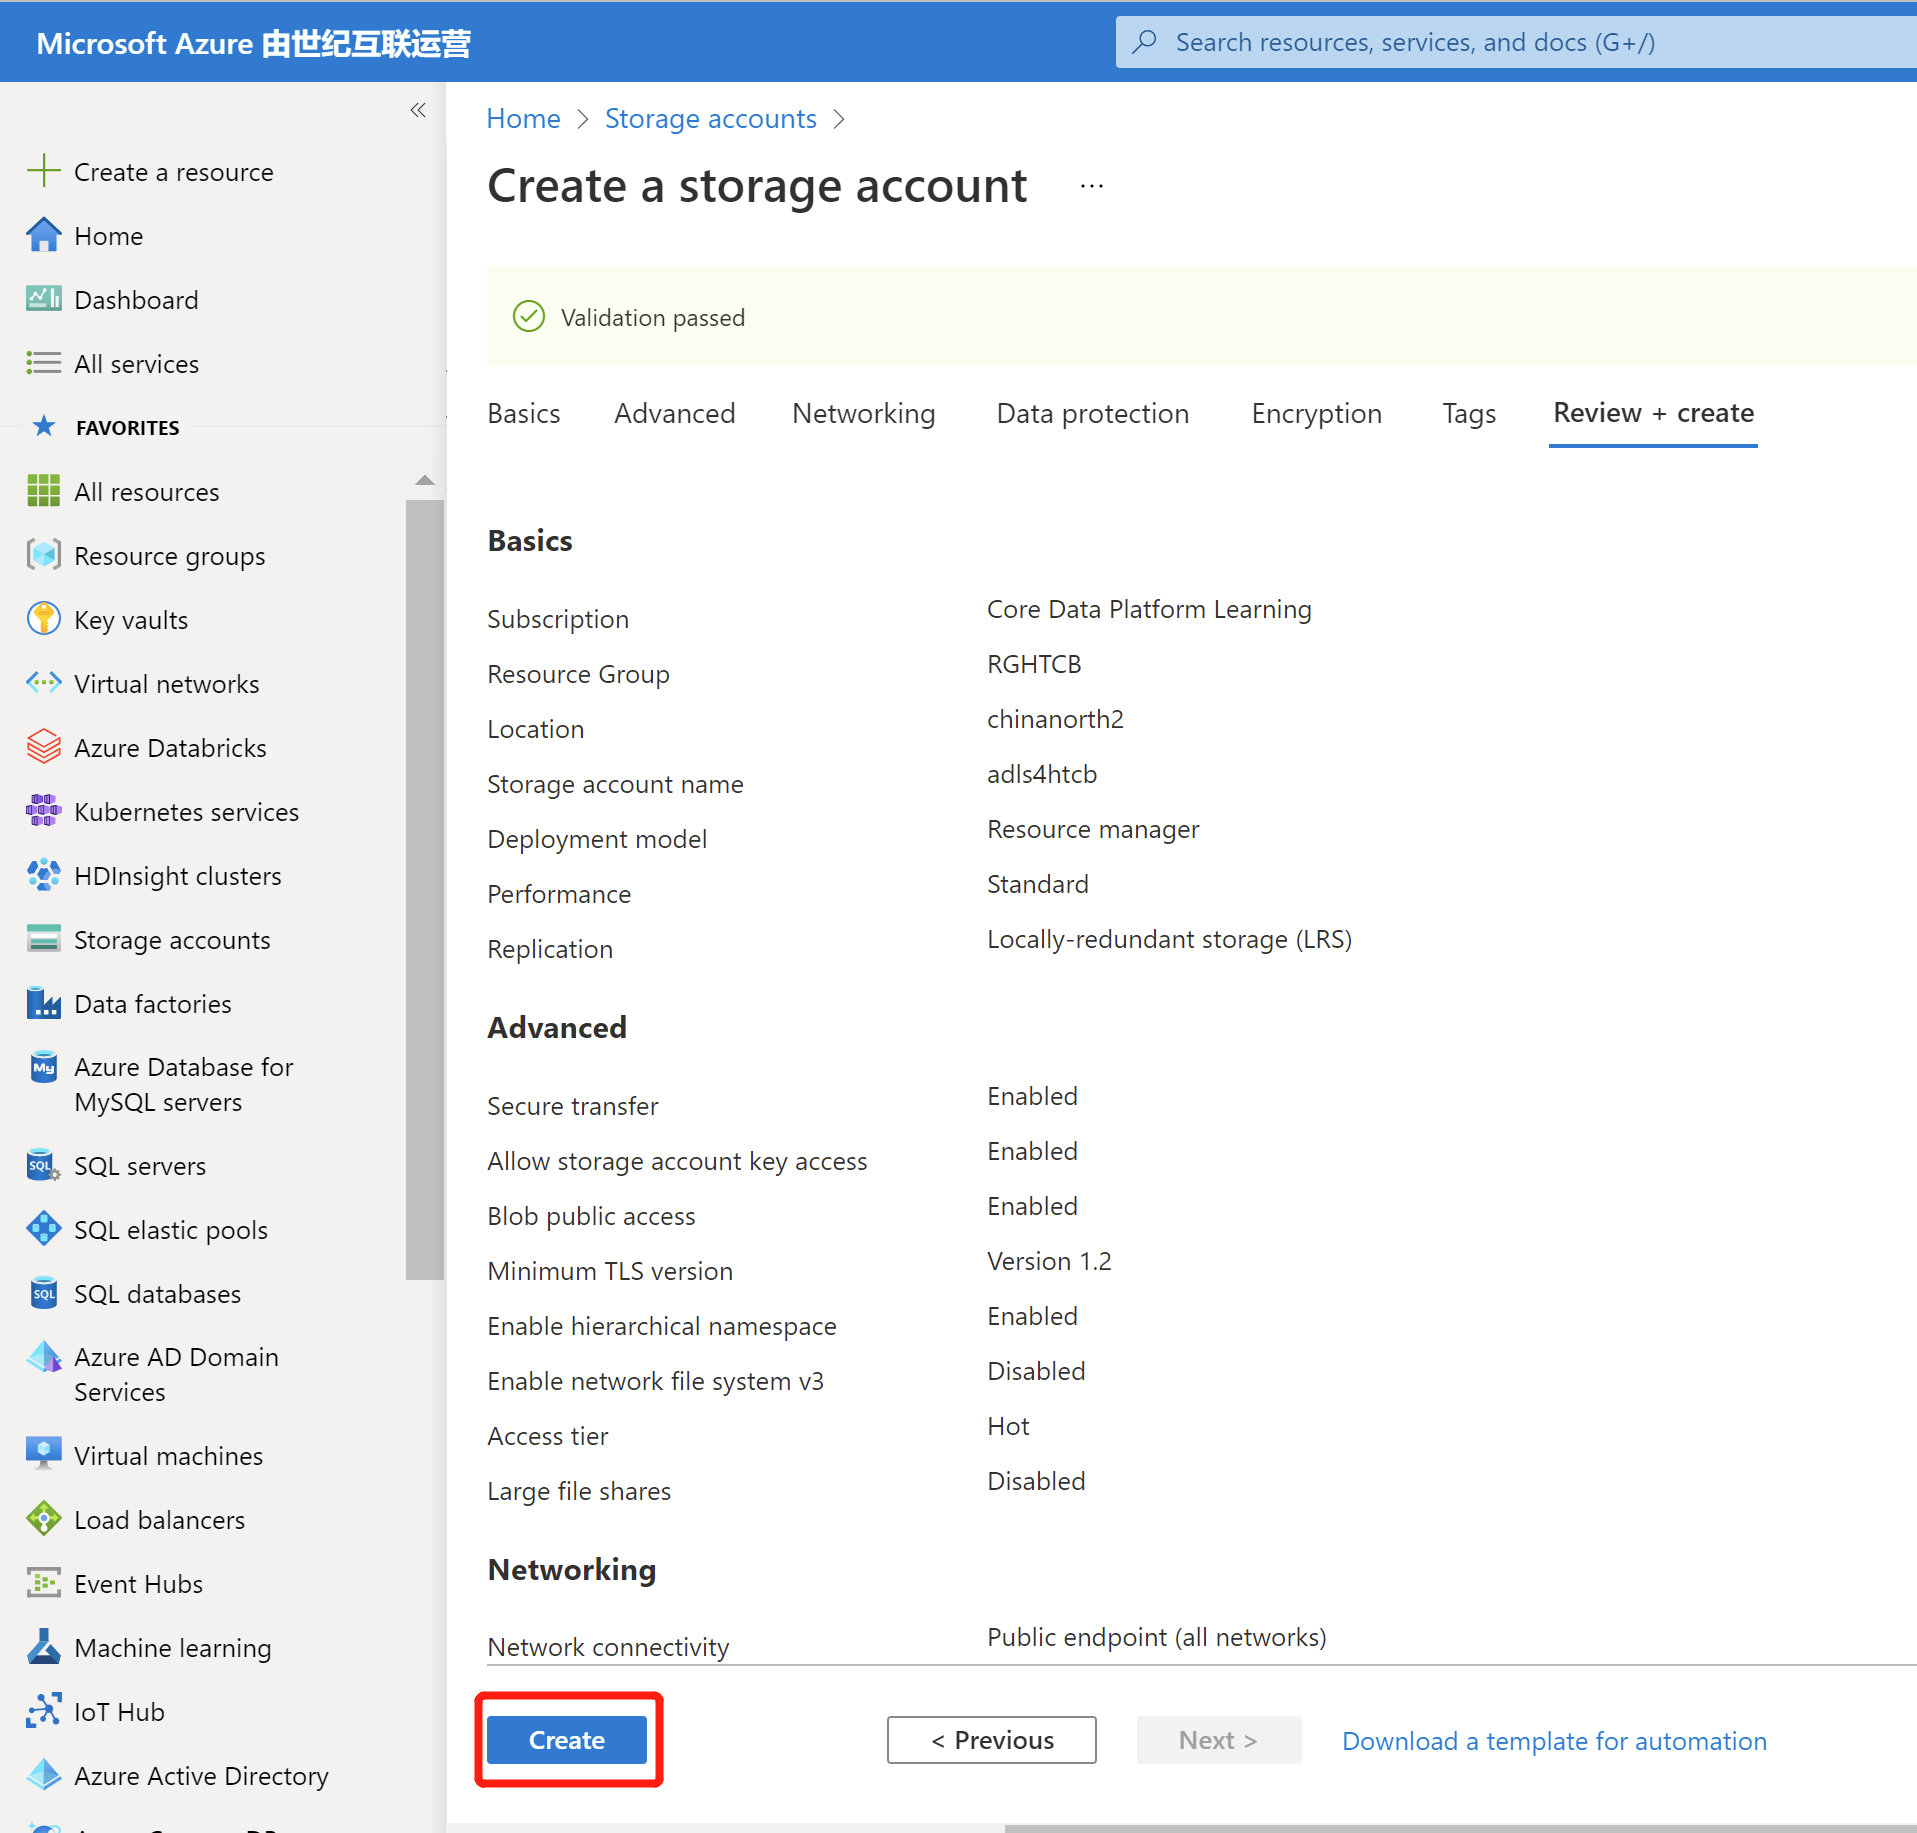 Microsoft Azure 由世纪互联运营
Search resources, services, and docs (G+/)
«
Create a resource
Home
Dashboard
All services
FAVORITES
All resources
Resource groups
Key vaults
Virtual networks
Azure Databricks
Kubernetes services
HDInsight clusters
Storage accounts
Data factories
Azure Database for
MySQL servers
SQL servers
SQL elastic pools
SQL databases
Azure AD Domain
Services
Virtual machines
Load balancers
Event Hubs
Machine learning
IoT Hub
Azure Active Directory
Home > Storage accounts >
Create a storage account ...
Validation passed
Basics Advanced Networking Data protection Encryption Tags Review + create
Basics
Subscription Core Data Platform Learning
Resource Group RGHTCB
Location chinanorth2
Storage account name adls4htcb
Deployment model Resource manager
Performance Standard
Replication Locally-redundant storage (LRS)
Advanced
Secure transfer Enabled
Allow storage account key access Enabled
Blob public access Enabled
Minimum TLS version Version 1.2
Enable hierarchical namespace Enabled
Enable network file system v3 Disabled
Access tier Hot
Large file shares Disabled
Networking
Network connectivity Public endpoint (all networks)
Create < Previous Next > Download a template for automation